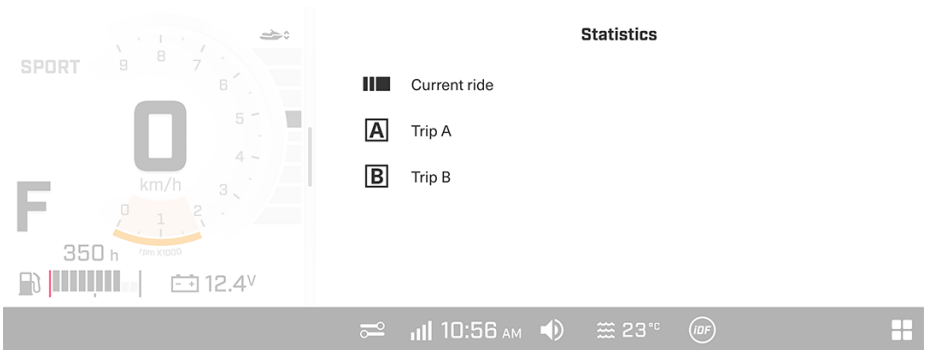 Statistics
SPORT
9
8
7
6
5
4
3
2
1
0
0
km/h
rpm X1000
F
350 h
12.4V
Current ride
A Trip A
B Trip B
10:56 AM
23°C
iDF